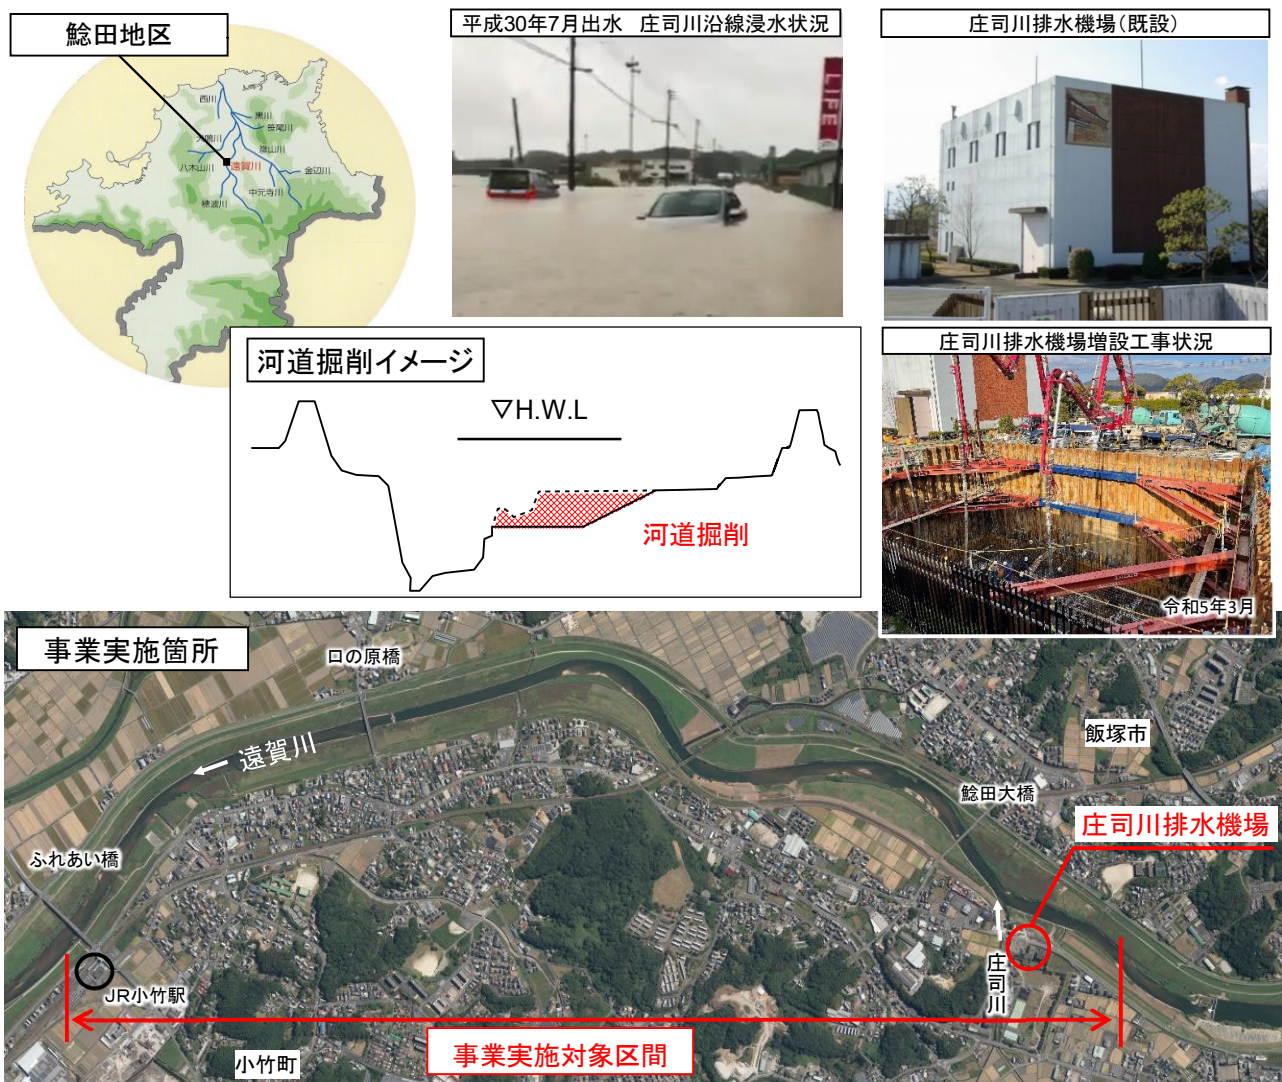 鯰田地区
西川
黒川
笹尾川
犬鳴川
彦山川
八木山川
遠賀川
金辺川
中元寺川
穂波川
平成30年7月出水 庄司川沿線浸水状況
LIFE
庄司川排水機場(既設)
河道掘削イメージ
▽H.W.L
河道掘削
庄司川排水機場増設工事状況
令和5年3月
事業実施箇所
口の原橋
遠賀川
飯塚市
鯰田大橋
庄司川排水機場
ふれあい橋
庄司川
JR小竹駅
事業実施対象区間
小竹町